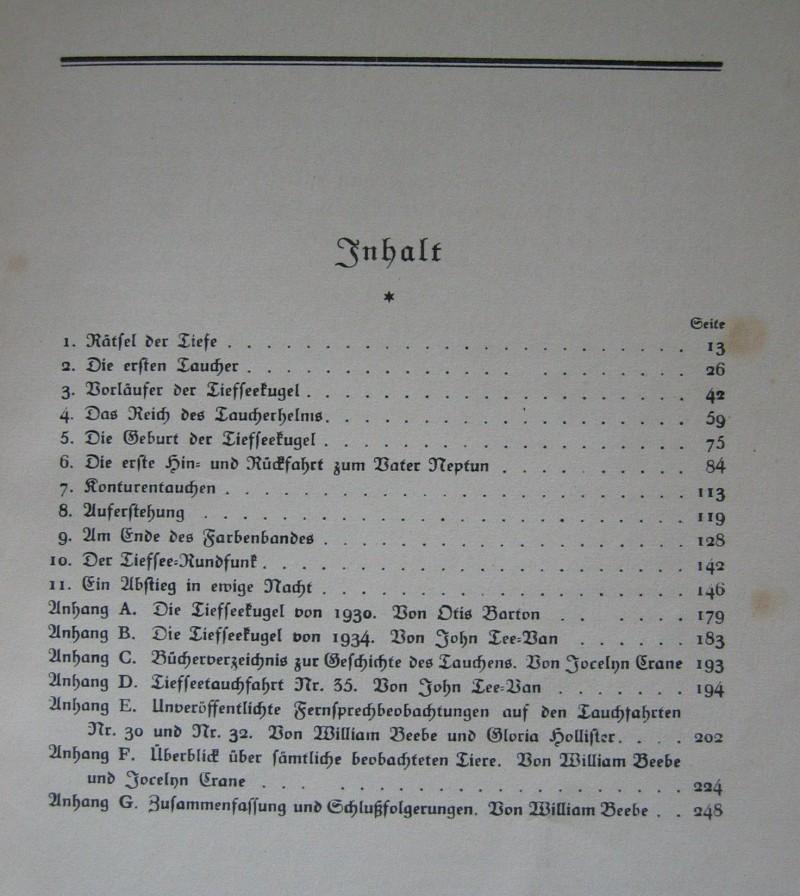 Inhalt
*
Seite
1. Rätsel der Tiefe . . . . . . . . . . . . . . . . . . . . . . . 13
2. Die ersten Taucher . . . . . . . . . . . . . . . . . . . . . 26
3. Vorläufer der Tiefseekugel . . . . . . . . . . . . . . . . . . 42
4. Das Reich des Taucherhelms. . . . . . . . . . . . . . . . . 59
5. Die Geburt der Tiefseekugel . . . . . . . . . . . . . . . . . 75
6. Die erste Hin- und Rückfahrt zum Vater Neptun . . . . . . . . 84
7. Konturentauchen . . . . . . . . . . . . . . . . . . . . . . 113
8. Auferstehung . . . . . . . . . . . . . . . . . . . . . . . 119
9. Am Ende des Farbenbandes . . . . . . . . . . . . . . . . . 128
10. Der Tiefsee-Rundfunk . . . . . . . . . . . . . . . . . . . . 142
11. Ein Abstieg in ewige Nacht . . . . . . . . . . . . . . . . . 146
Anhang A. Die Tiefseekugel von 1930. Von Otis Barton . . . . . . 179
Anhang B. Die Tiefseekugel von 1934. Von John Tee-Van . . . . . . 183
Anhang C. Bücherverzeichnis zur Geschichte des Tauchens. Von Jocelyn Crane 193
Anhang D. Tiefseetauchfahrt Nr. 35. Von John Tee-Van . . . . . . . 194
Anhang E. Unveröffentlichte Fernsprechbeobachtungen auf den Tauchfahrten
Nr. 30 und Nr. 32. Von William Beebe und Gloria Hollister. . . . 202
Anhang F. Überblick über sämtliche beobachteten Tiere. Von William Beebe
und Jocelyn Crane . . . . . . . . . . . . . . . . . . . . 224
Anhang G. Zusammenfassung und Schlußfolgerungen. Von William Beebe . . 248